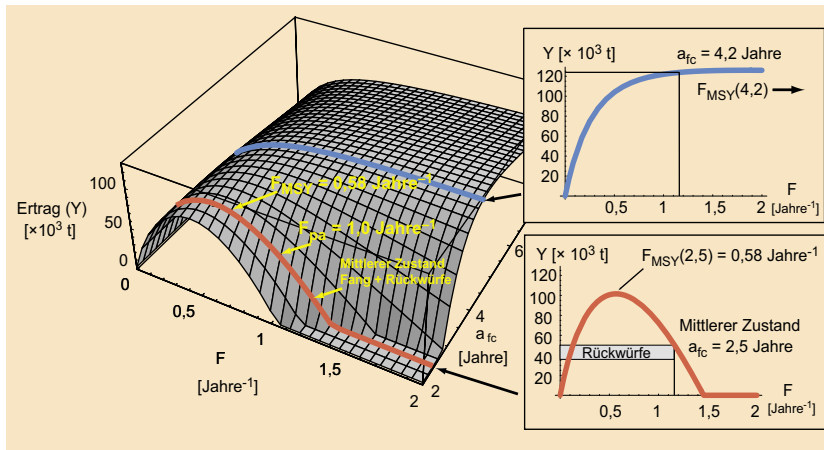 Ertrag (Y)
[×10³ t]
100
50
0
0
0,5
1
1,5
2
F
[Jahre⁻¹]
2
4
6
a_fc
[Jahre]
F_MSY = 0,58 Jahre⁻¹
F_pa = 1,0 Jahre⁻¹
Mittlerer Zustand
Fang + Rückwürfe
Y [× 10³ t]
a_fc = 4,2 Jahre
120
100
80
60
40
20
F_MSY(4,2)
0,5
1
1,5
2
F
[Jahre⁻¹]
Y [× 10³ t]
F_MSY(2,5) = 0,58 Jahre⁻¹
120
100
80
60
40
20
Mittlerer Zustand
a_fc = 2,5 Jahre
Rückwürfe
0,5
1
1,5
2
F
[Jahre⁻¹]